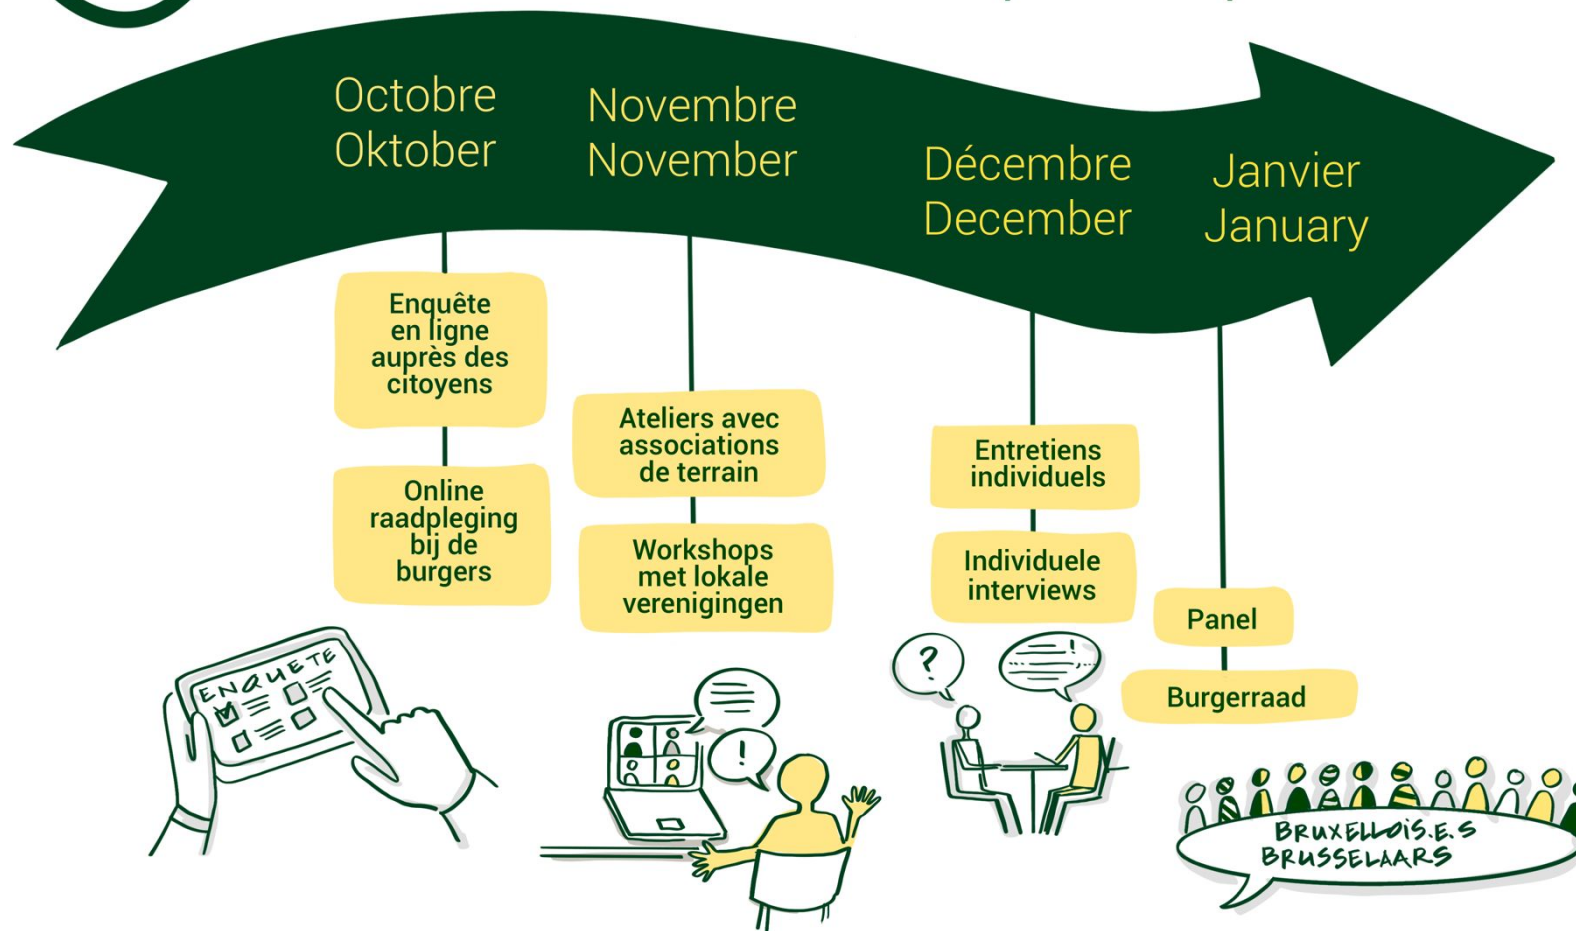 Octobre
Oktober
Novembre
November
Décembre
December
Janvier
January
Enquête
en ligne
auprès des
citoyens
Online
raadpleging
bij de
burgers
Ateliers avec
associations
de terrain
Workshops
met lokale
verenigingen
Entretiens
individuels
Individuele
interviews
Panel
Burgerraad
ENQUETE
?
!
!
BRUXELLOIS.E.S
BRUSSELAARS